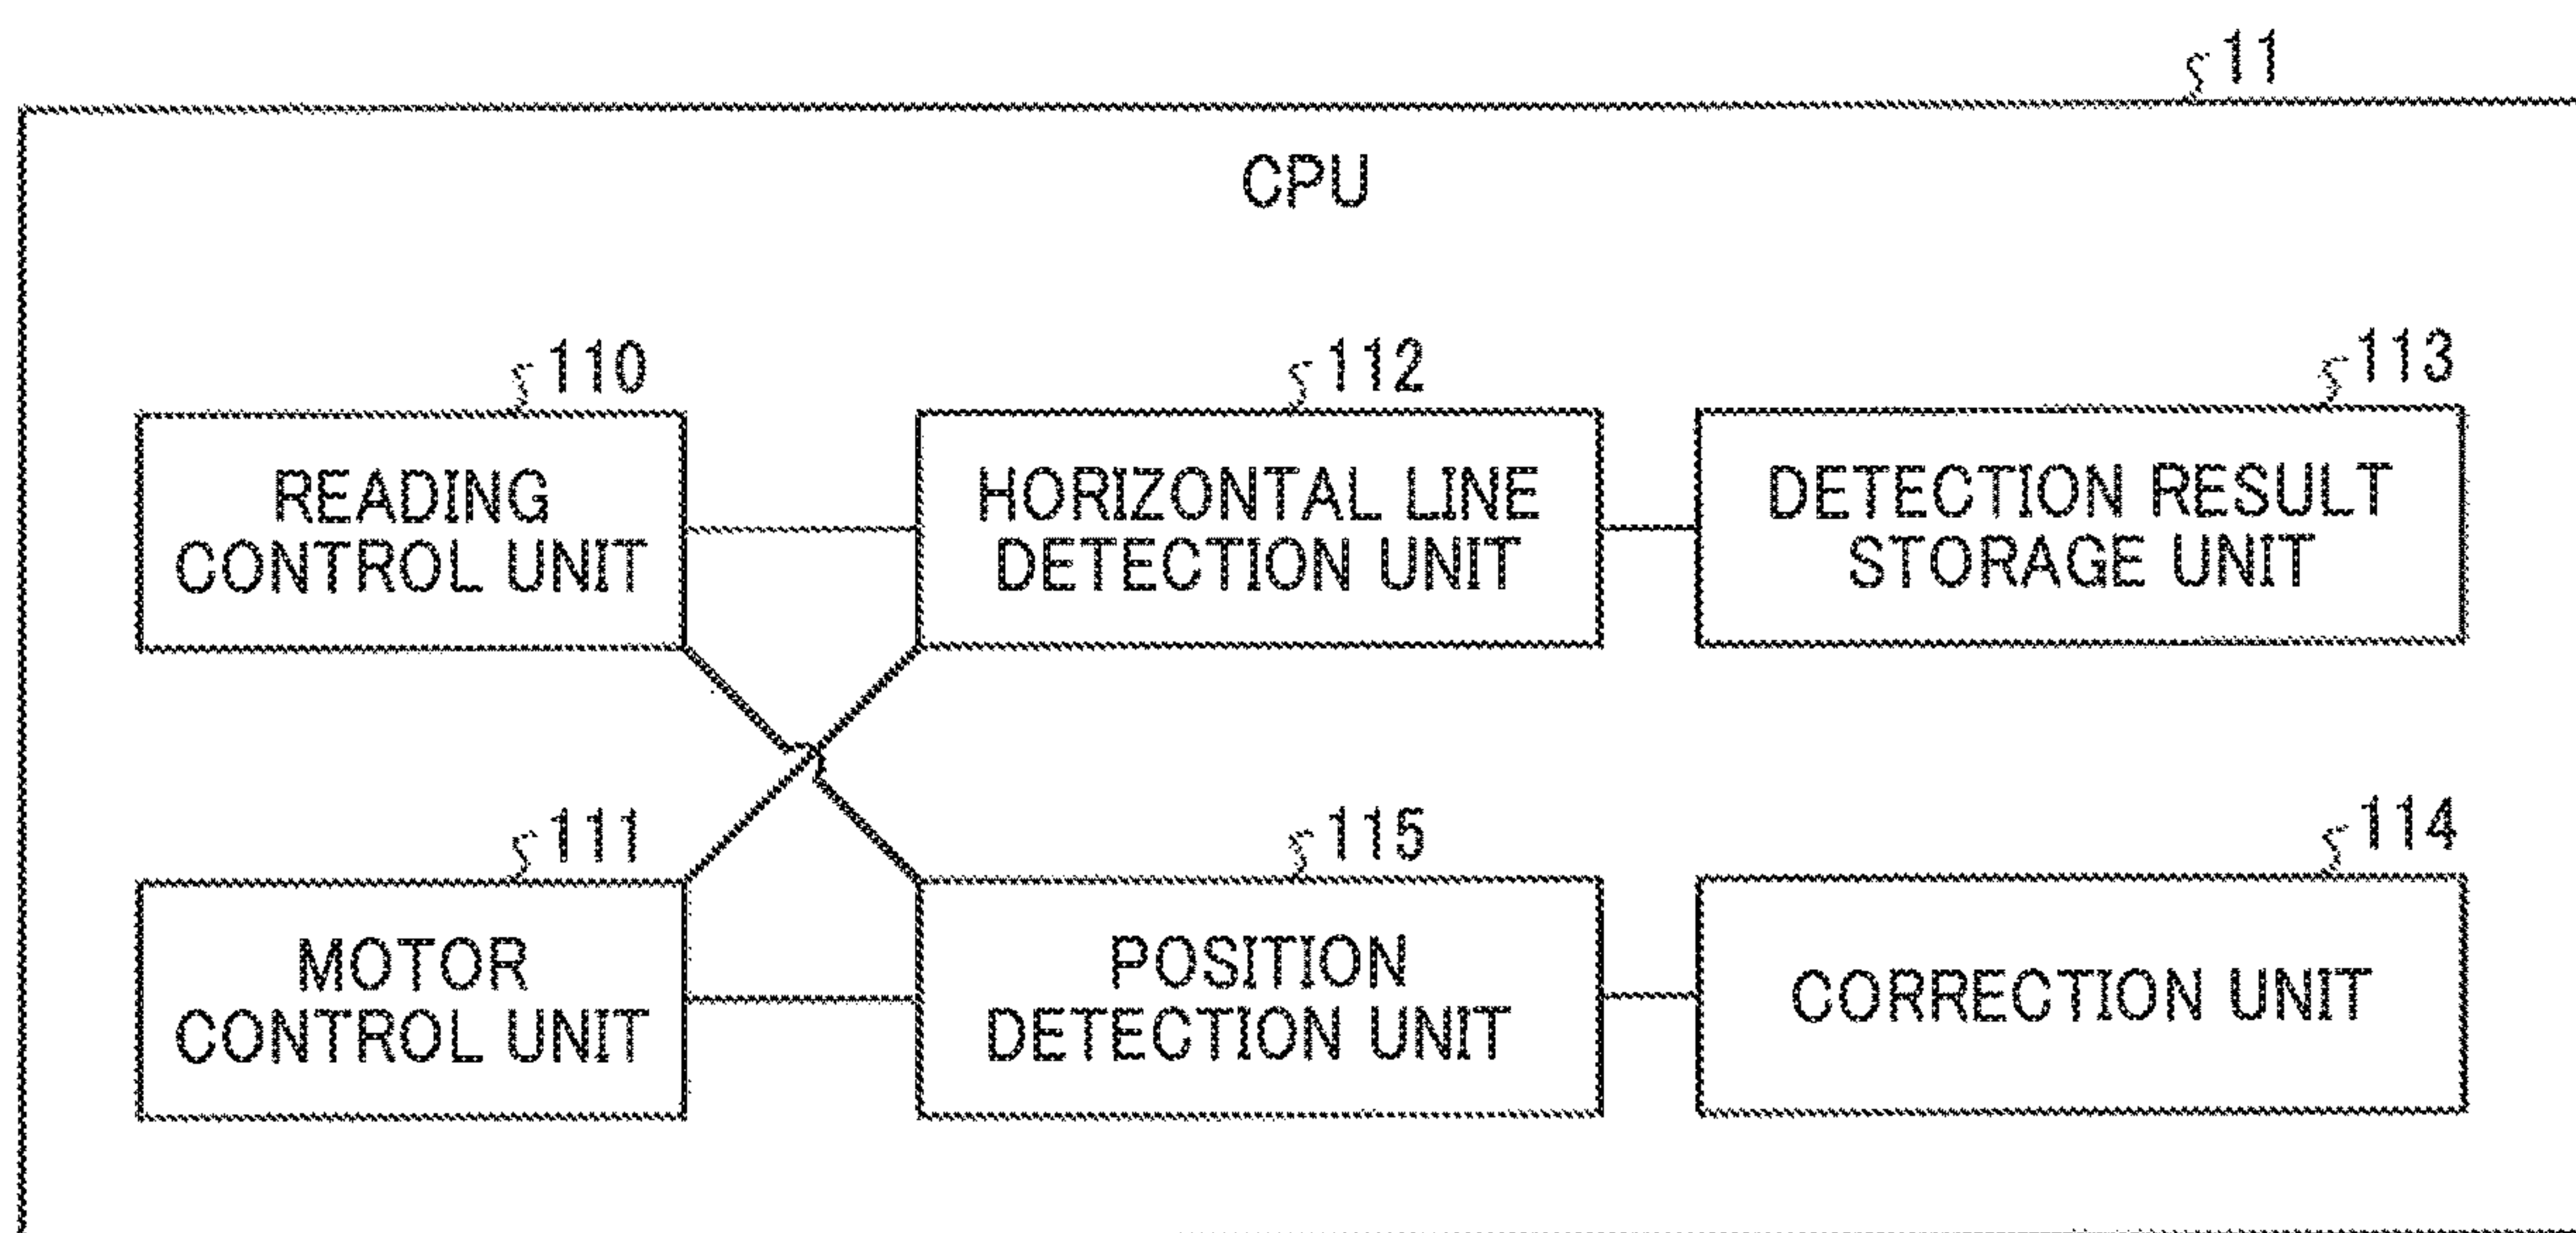 11
CPU
110
READING
CONTROL UNIT
112
HORIZONTAL LINE
DETECTION UNIT
113
DETECTION RESULT
STORAGE UNIT
111
MOTOR
CONTROL UNIT
115
POSITION
DETECTION UNIT
114
CORRECTION UNIT